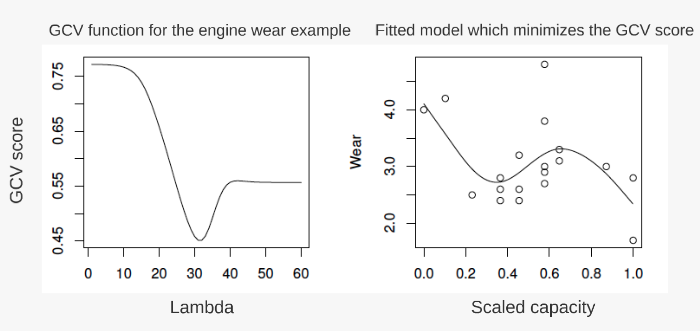 GCV function for the engine wear example
Fitted model which minimizes the GCV score
GCV score
0.75
0.65
0.55
0.45
0 10 20 30 40 50 60
Lambda
Wear
4.0
3.0
2.0
0.0 0.2 0.4 0.6 0.8 1.0
Scaled capacity